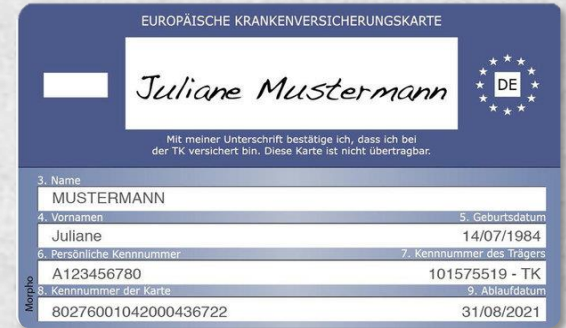 EUROPÄISCHE KRANKENVERSICHERUNGSKARTE
Juliane Mustermann
DE
Mit meiner Unterschrift bestätige ich, dass ich bei
der TK versichert bin. Diese Karte ist nicht übertragbar.
3. Name
MUSTERMANN
4. Vornamen 5. Geburtsdatum
Juliane 14/07/1984
6. Persönliche Kennnummer 7. Kennnummer des Trägers
A123456780 101575519 - TK
8. Kennnummer der Karte 9. Ablaufdatum
80276001042000436722 31/08/2021
Morpho